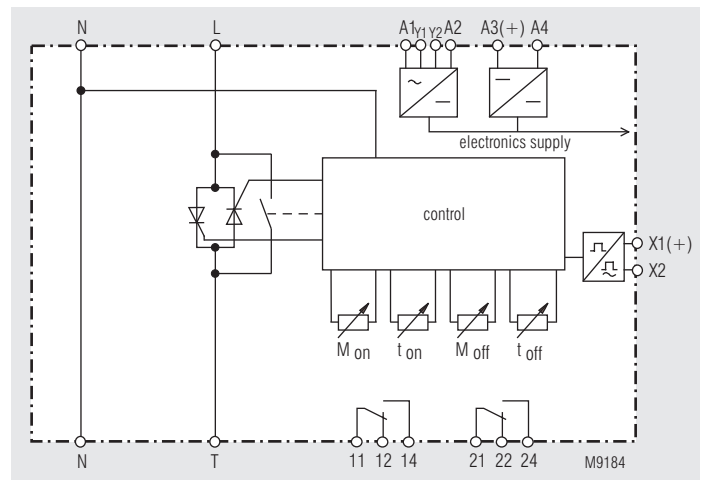 N L A1 Y1 Y2 A2 A3(+) A4
electronics supply
control
X1(+)
X2
M on t on M off t off
N T 11 12 14 21 22 24 M9184